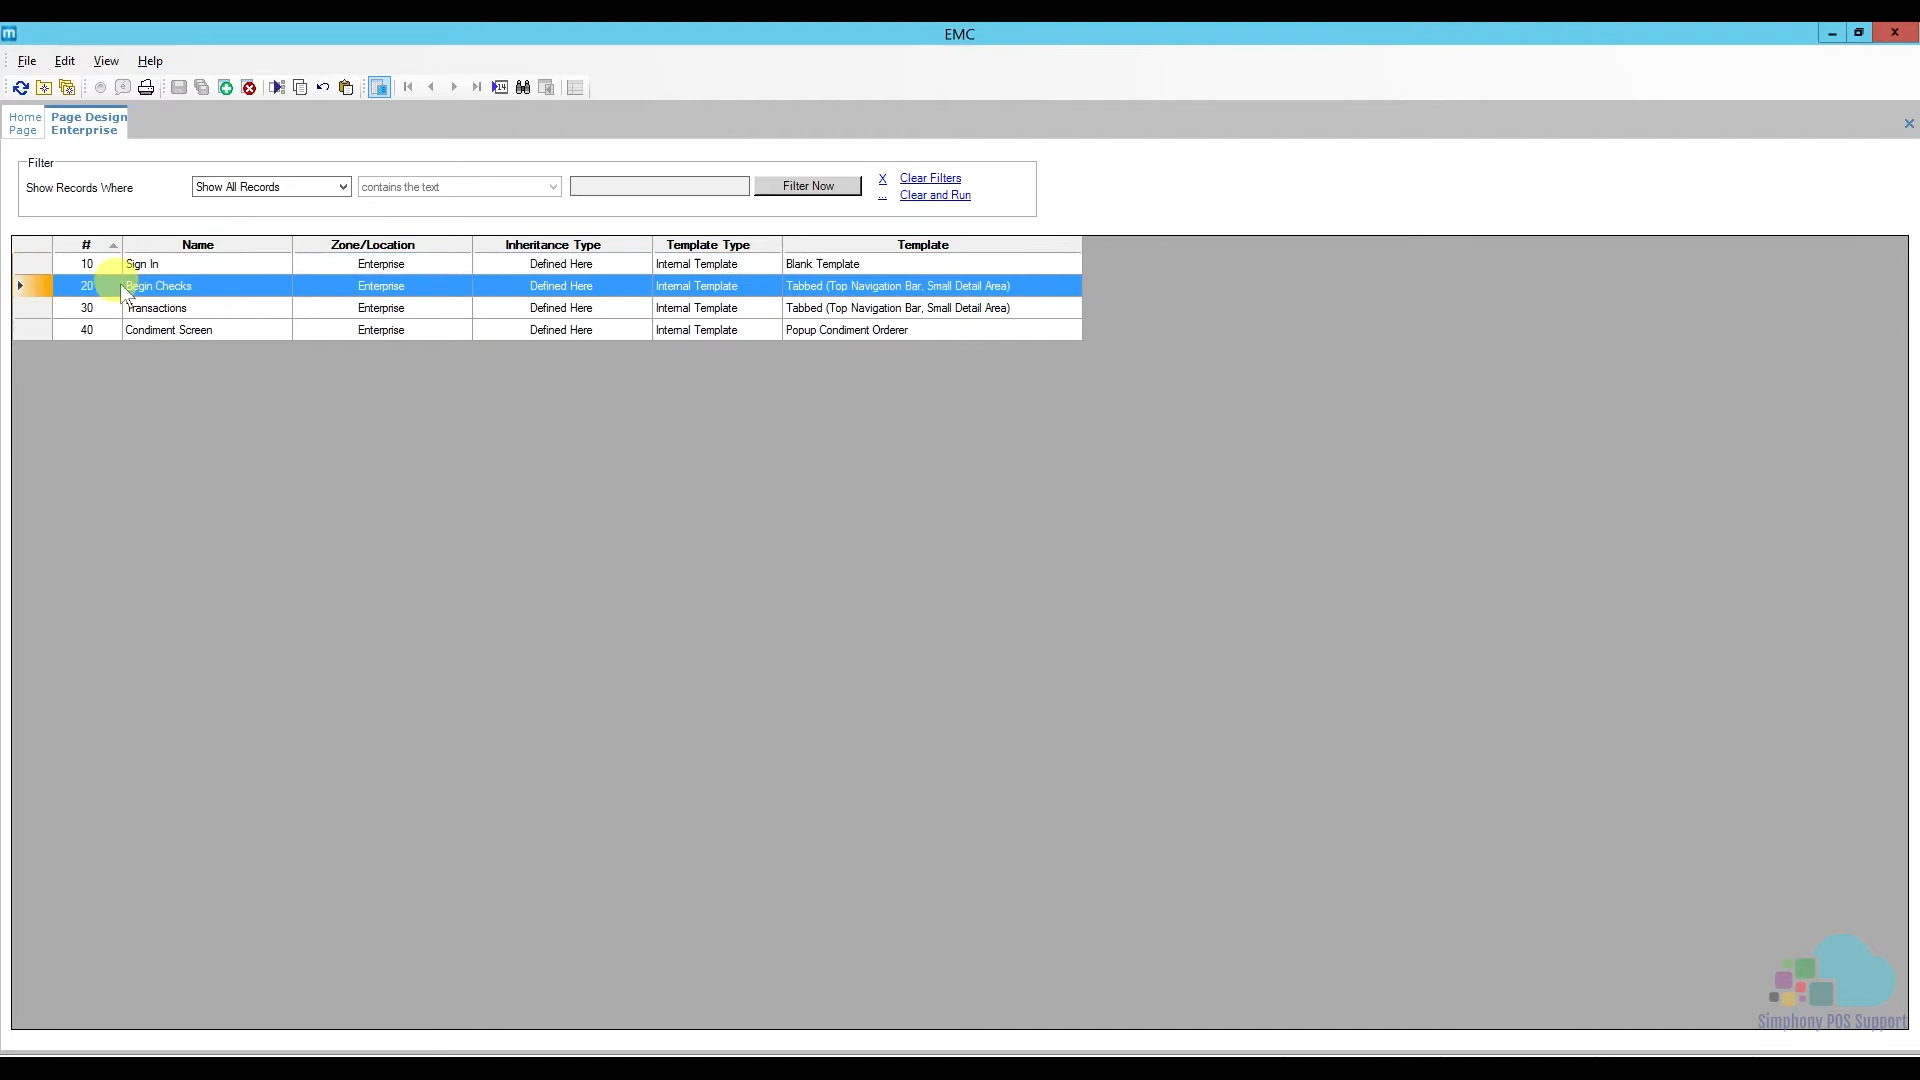 EMC
File Edit View Help
Home Page
Page Design Enterprise
Filter
Show Records Where Show All Records contains the text Filter Now X Clear Filters
... Clear and Run
# Name Zone/Location Inheritance Type Template Type Template
10 Sign In Enterprise Defined Here Internal Template Blank Template
20 Begin Checks Enterprise Defined Here Internal Template Tabbed (Top Navigation Bar, Small Detail Area)
30 Transactions Enterprise Defined Here Internal Template Tabbed (Top Navigation Bar, Small Detail Area)
40 Condiment Screen Enterprise Defined Here Internal Template Popup Condiment Orderer
Simphony POS Support